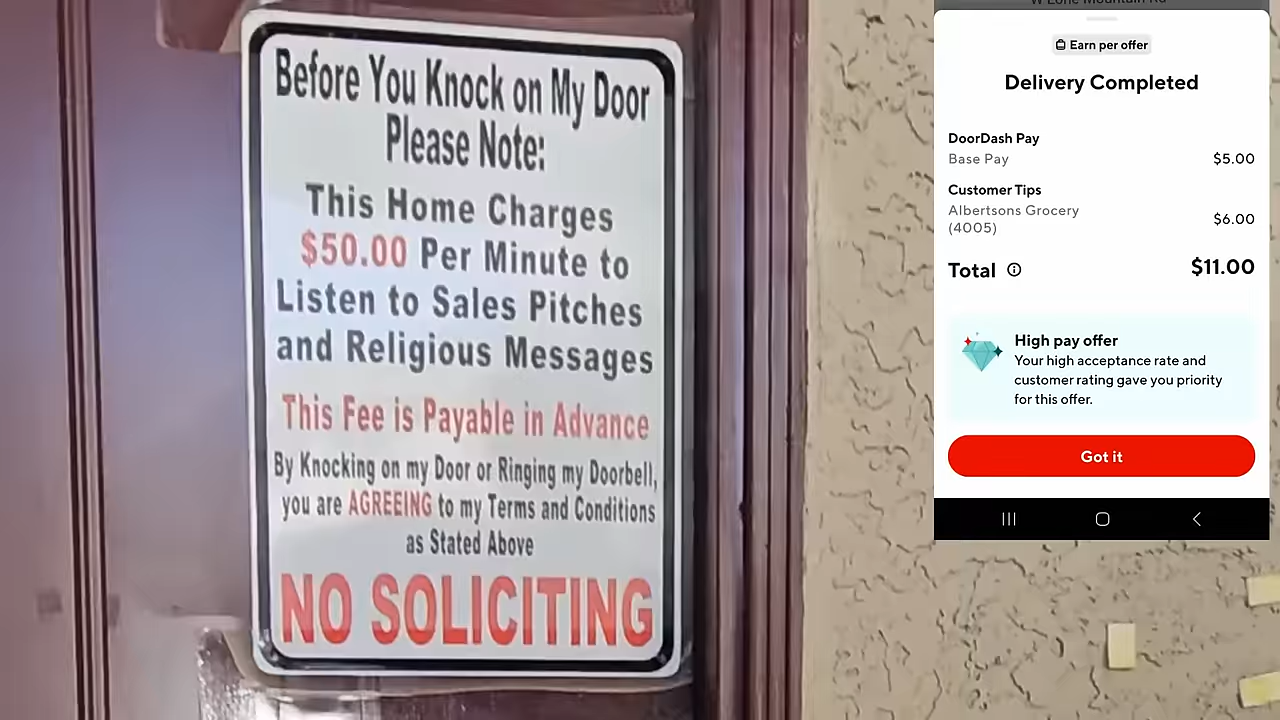 Before You Knock on My Door
Please Note:
This Home Charges
$50.00 Per Minute to
Listen to Sales Pitches
and Religious Messages
This Fee is Payable in Advance
By Knocking on my Door or Ringing my Doorbell,
you are AGREEING to my Terms and Conditions
as Stated Above
NO SOLICITING
Earn per offer
Delivery Completed
DoorDash Pay
Base Pay $5.00
Customer Tips
Albertsons Grocery
(4005) $6.00
Total $11.00
High pay offer
Your high acceptance rate and
customer rating gave you priority
for this offer.
Got it